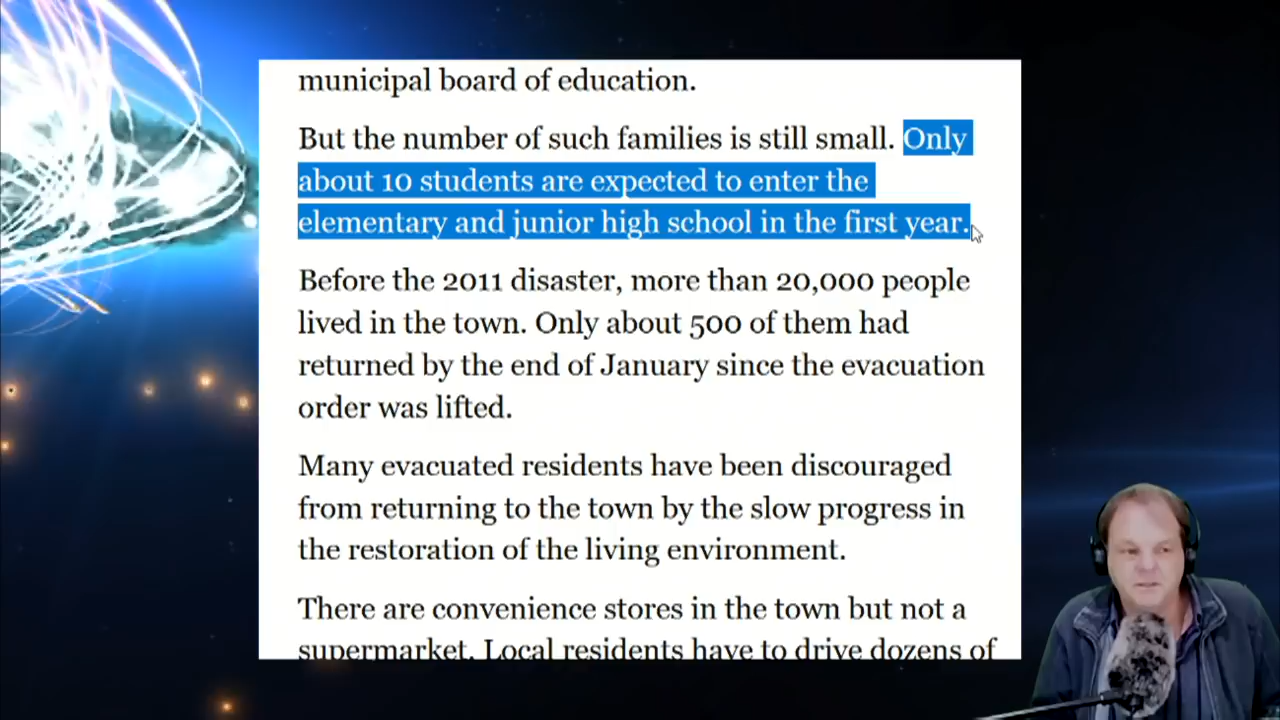 municipal board of education.
But the number of such families is still small. Only
about 10 students are expected to enter the
elementary and junior high school in the first year.
Before the 2011 disaster, more than 20,000 people
lived in the town. Only about 500 of them had
returned by the end of January since the evacuation
order was lifted.
Many evacuated residents have been discouraged
from returning to the town by the slow progress in
the restoration of the living environment.
There are convenience stores in the town but not a
supermarket. Local residents have to drive dozens of